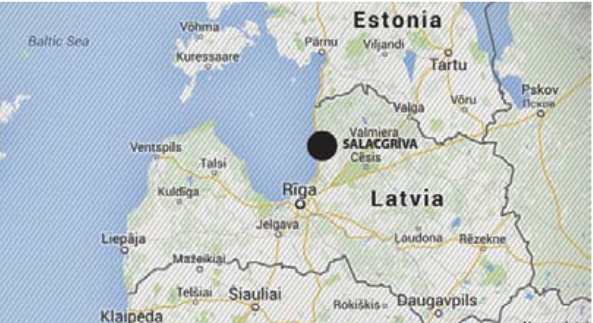 Estonia
Võhma
Baltic Sea
Pärnu
Viljandi
Kuressaare
Tartu
Pskov
Псков
Võru
Valga
Valmiera
SALACGRĪVA
Ventspils
Cēsis
Talsi
Rīga
Kuldīga
Latvia
Jelgava
Liepāja
Laudona
Rēzekne
Mažeikiai
Telšiai
Šiauliai
Rokiškis
Daugavpils
Klaipėda